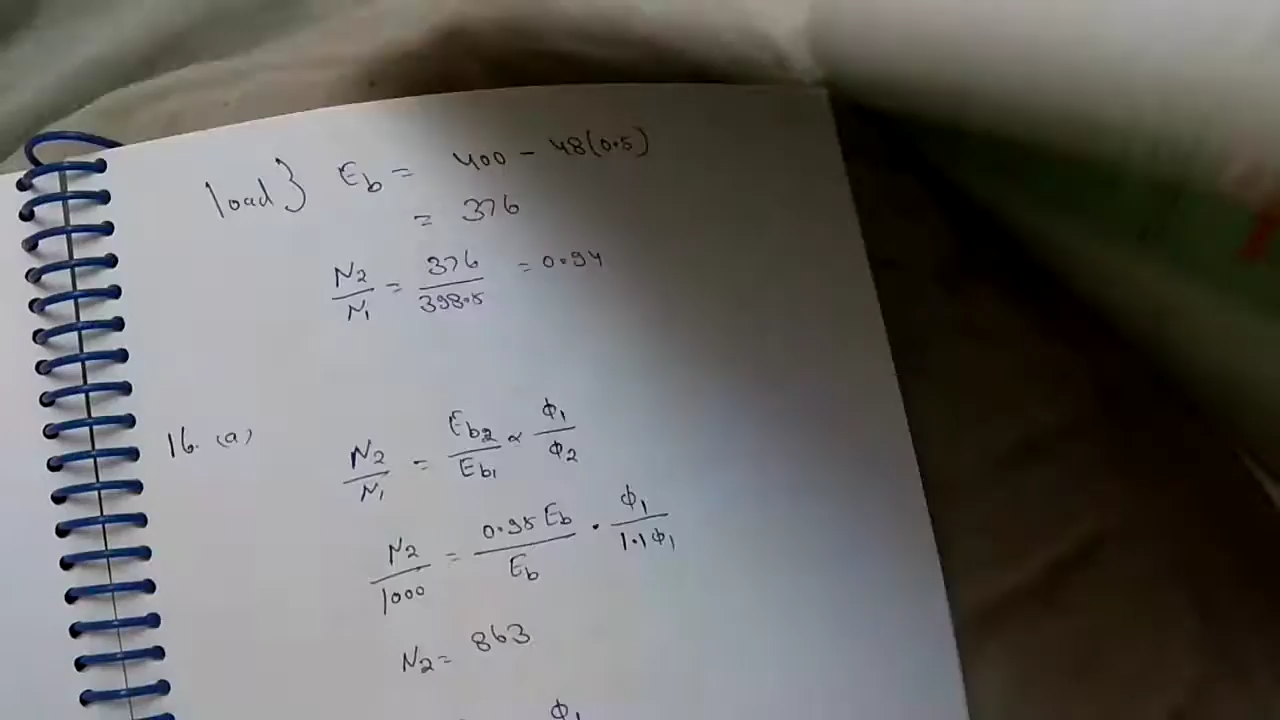 load} Eb = 400 - 48(0.5)
= 376
N2/N1 = 376/398.5 = 0.94
16. (a) N2/N1 = Eb2/Eb1 ∝ Φ1/Φ2
N2/1000 = 0.95 Eb/Eb · Φ1/1.1Φ1
N2 = 863
Φ1